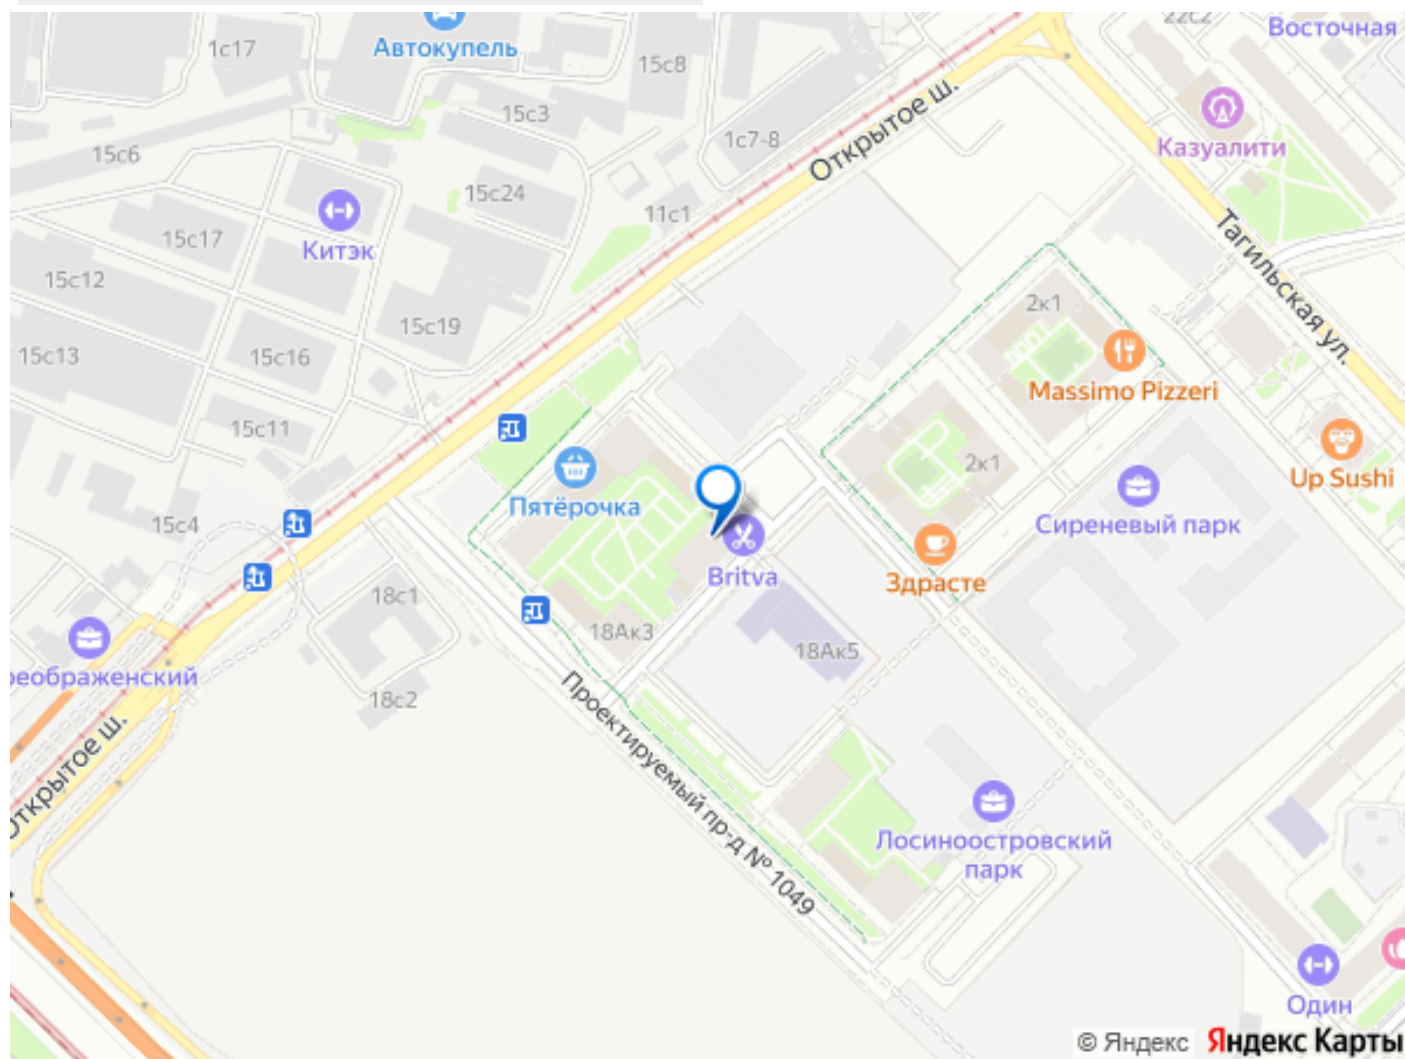 22с2
Восточная
1с17
Автокупель
15с8
15с3
1с7-8
Открытое ш.
Казуалити
15с6
15с24
11с1
Китэк
15с17
Тагильская ул.
15с12
2к1
15с19
15с13
15с16
Massimo Pizzeri
15с11
2к1
Up Sushi
Пятёрочка
15с4
Сиреневый парк
Britva
Здрасте
18с1
18Ак3
18Ак5
реображенский
18с2
Открытое ш.
Проектируемый пр-д № 1049
Лосиноостровский
парк
Один
© Яндекс Яндекс Карты